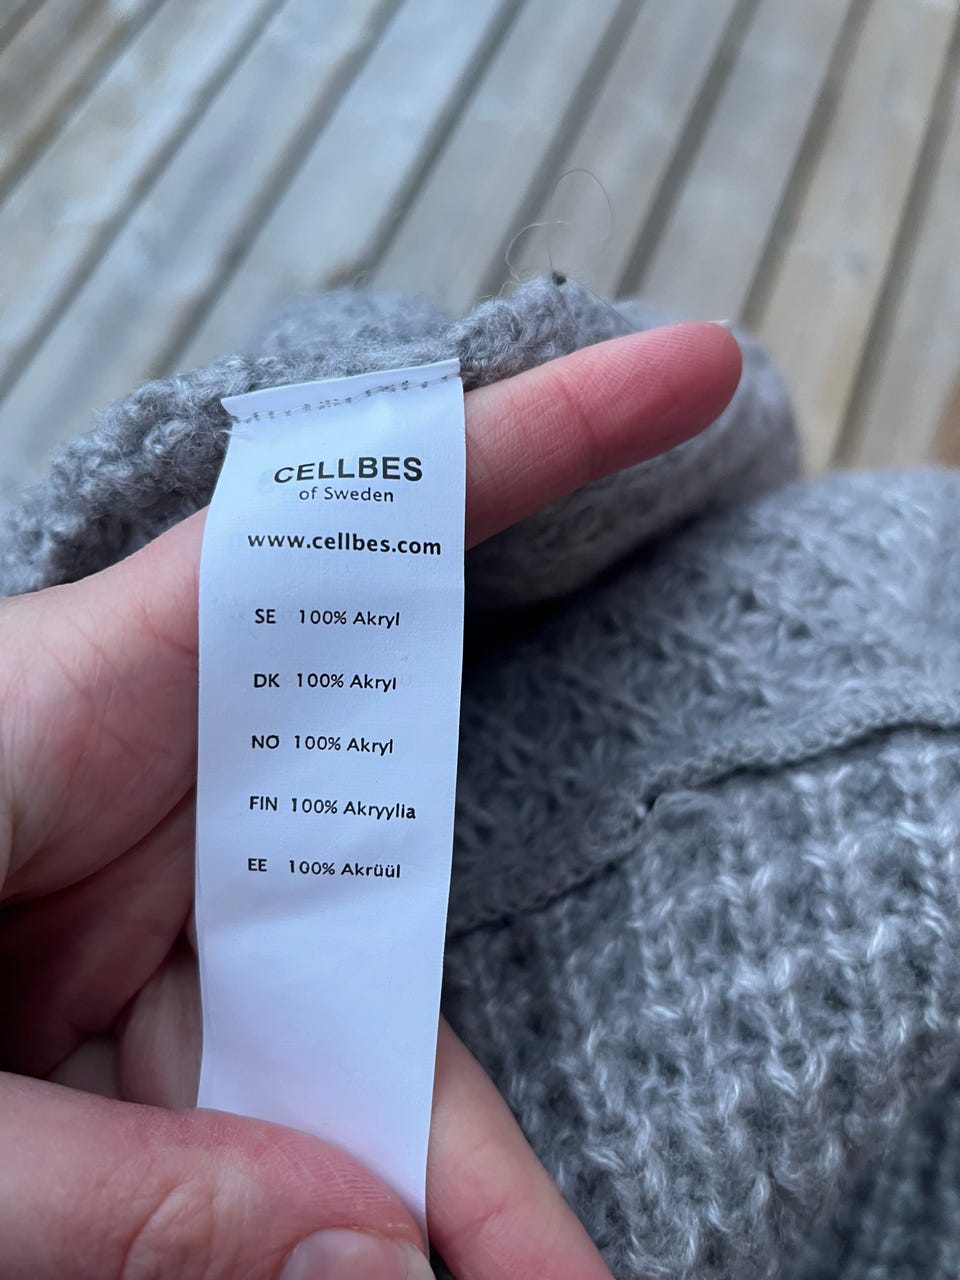 CELLBES
of Sweden
www.cellbes.com
SE 100% Akryl
DK 100% Akryl
NO 100% Akryl
FIN 100% Akryylia
EE 100% Akrüül